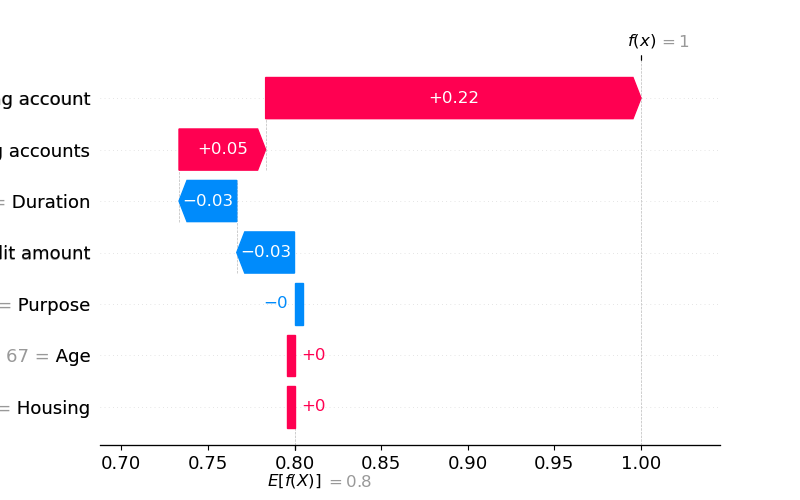 f(x) = 1
g account +0.22
g accounts +0.05
= Duration −0.03
dit amount −0.03
= Purpose −0
67 = Age +0
= Housing +0
0.70 0.75 0.80 0.85 0.90 0.95 1.00
E[f(X)] = 0.8